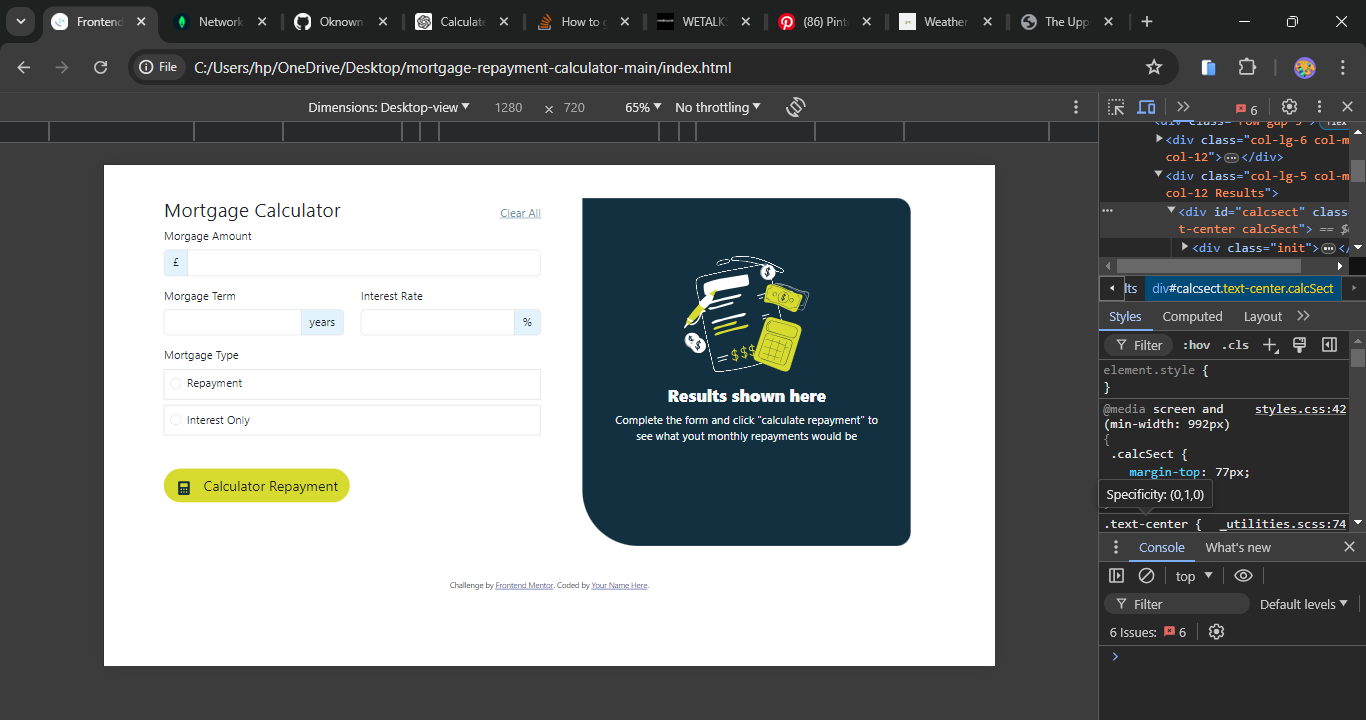 Frontend
Network
Oknown
Calculate
How to g
WETALK
(86) Pint
Weather
The Upp
File
C:/Users/hp/OneDrive/Desktop/mortgage-repayment-calculator-main/index.html
Dimensions: Desktop-view 1280 × 720 65% No throttling
6
<div class="col-lg-6 col-m
col-12"> </div>
<div class="col-lg-5 col-m
col-12 Results">
<div id="calcsect" class
t-center calcSect"> == $
<div class="init"> </
lts div#calcsect.text-center.calcSect
Styles Computed Layout
Filter :hov .cls
element.style {
}
@media screen and styles.css:42
(min-width: 992px)
{
.calcSect {
margin-top: 77px;
Specificity: (0,1,0)
.text-center { _utilities.scss:74
Console What's new
top
Filter Default levels
6 Issues: 6
Mortgage Calculator
Clear All
Morgage Amount
£
Morgage Term Interest Rate
years %
Mortgage Type
Repayment
Interest Only
Calculator Repayment
Results shown here
Complete the form and click "calculate repayment" to
see what yout monthly repayments would be
Challenge by Frontend Mentor. Coded by Your Name Here.